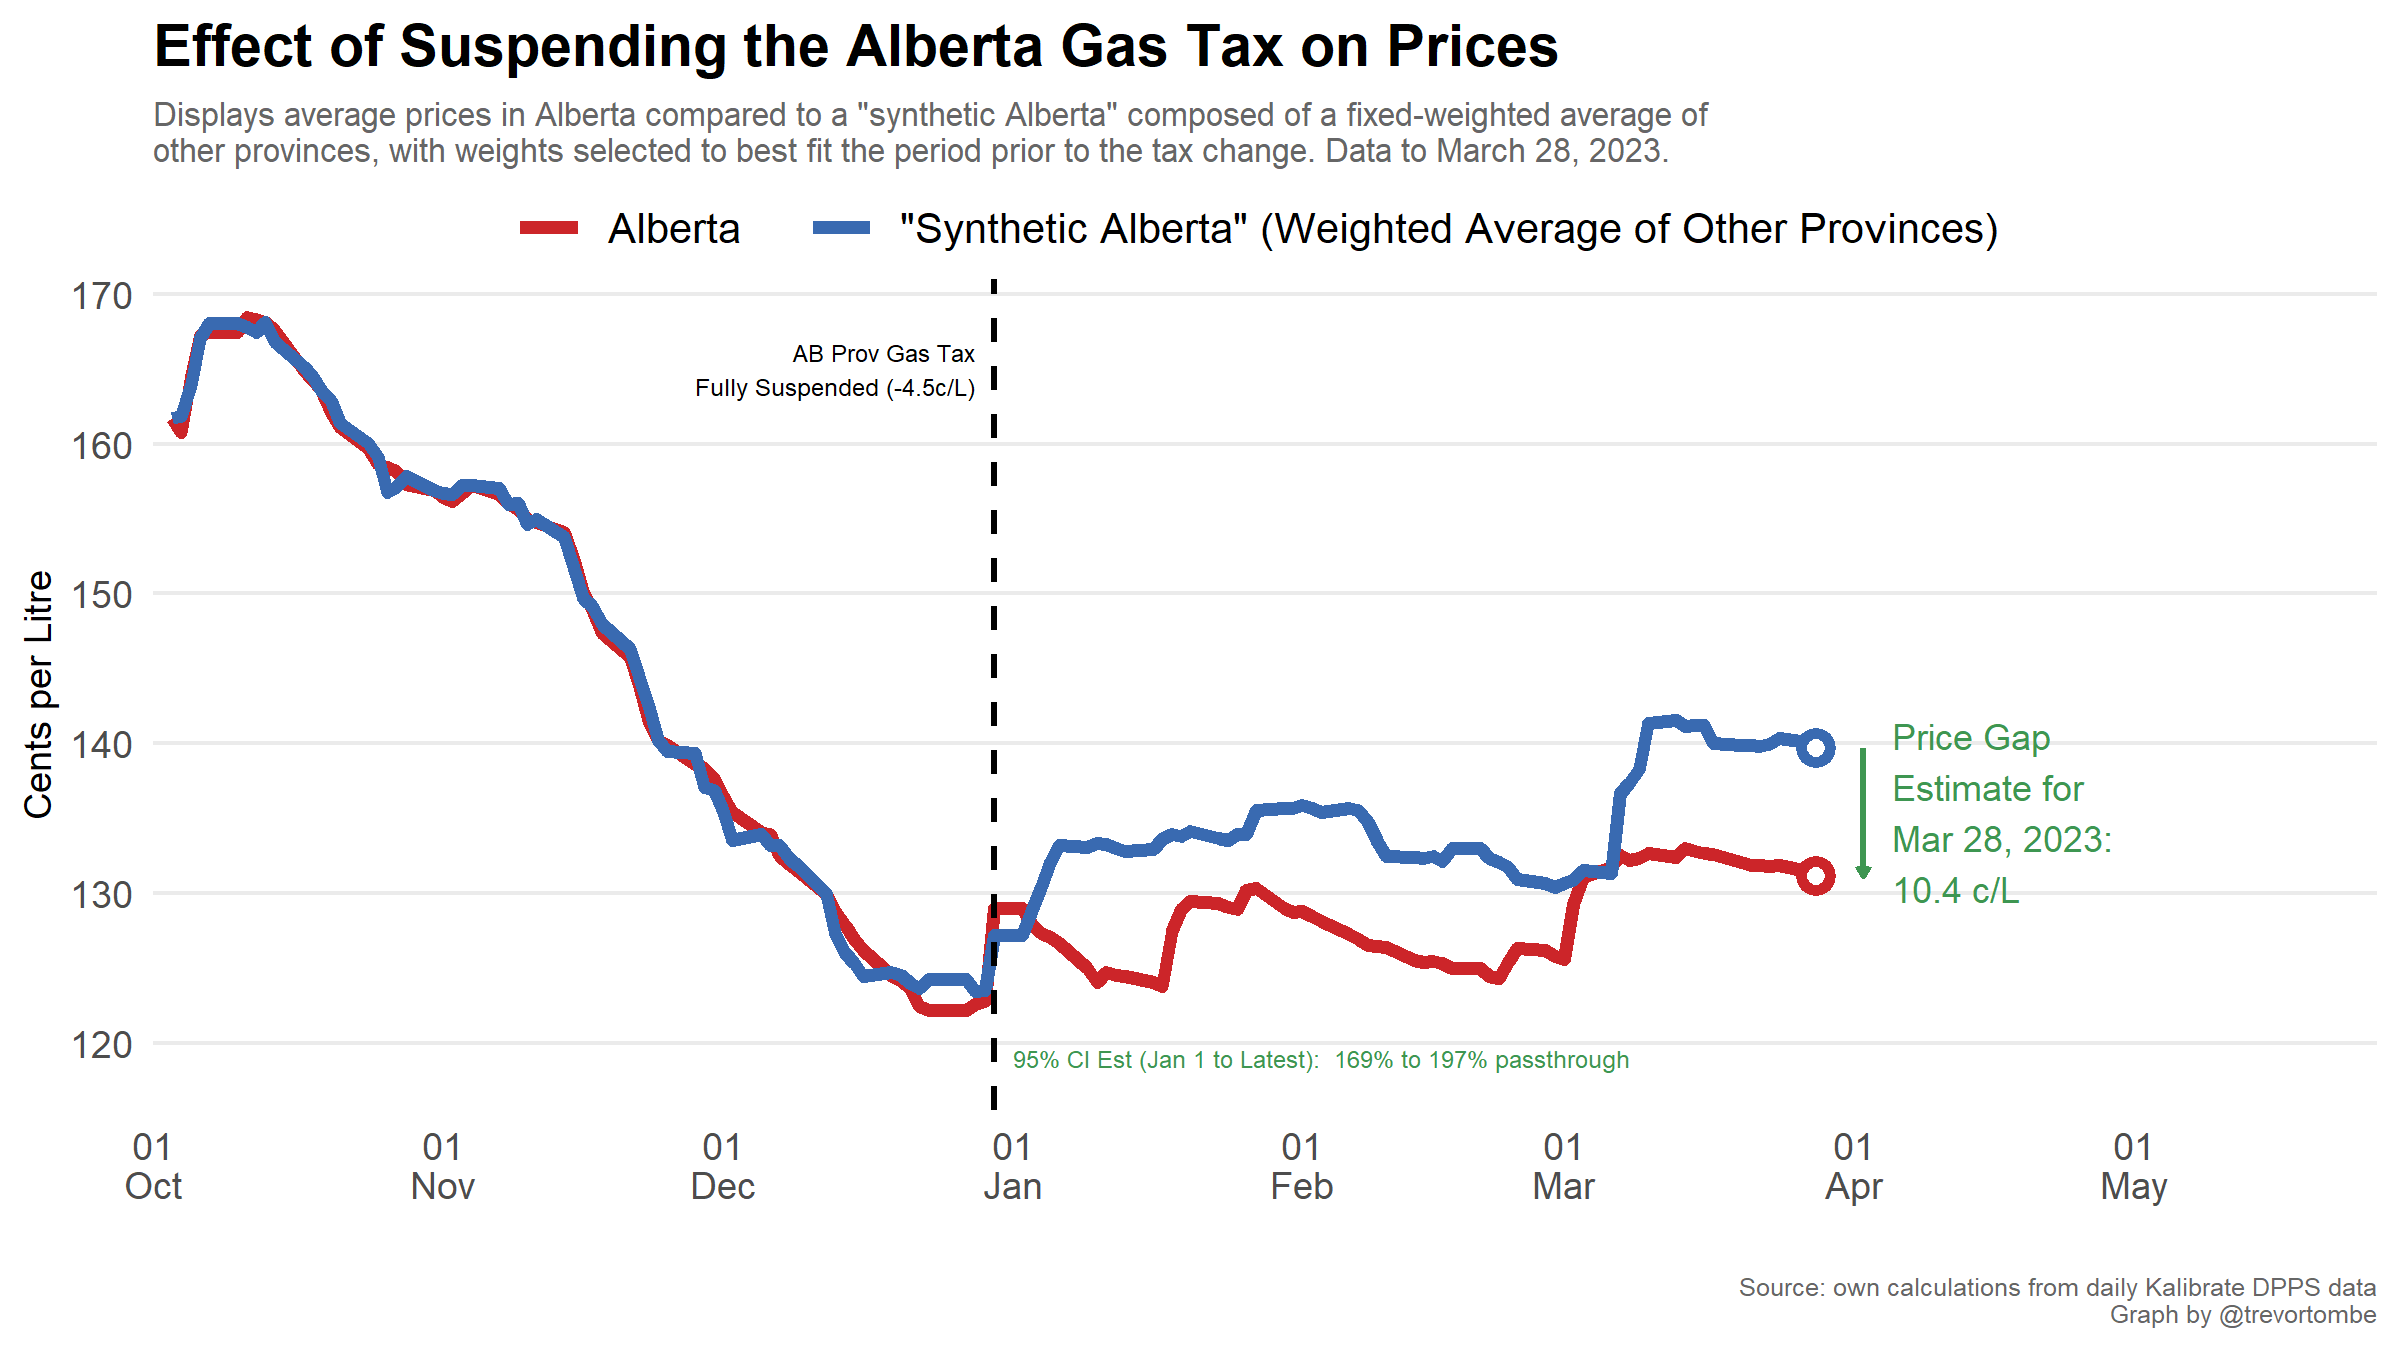 Effect of Suspending the Alberta Gas Tax on Prices
Displays average prices in Alberta compared to a "synthetic Alberta" composed of a fixed-weighted average of
other provinces, with weights selected to best fit the period prior to the tax change. Data to March 28, 2023.
Alberta
"Synthetic Alberta" (Weighted Average of Other Provinces)
170
160
150
140
130
120
Cents per Litre
AB Prov Gas Tax
Fully Suspended (-4.5c/L)
Price Gap
Estimate for
Mar 28, 2023:
10.4 c/L
95% CI Est (Jan 1 to Latest):  169% to 197% passthrough
01
Oct
01
Nov
01
Dec
01
Jan
01
Feb
01
Mar
01
Apr
01
May
Source: own calculations from daily Kalibrate DPPS data
Graph by @trevortombe